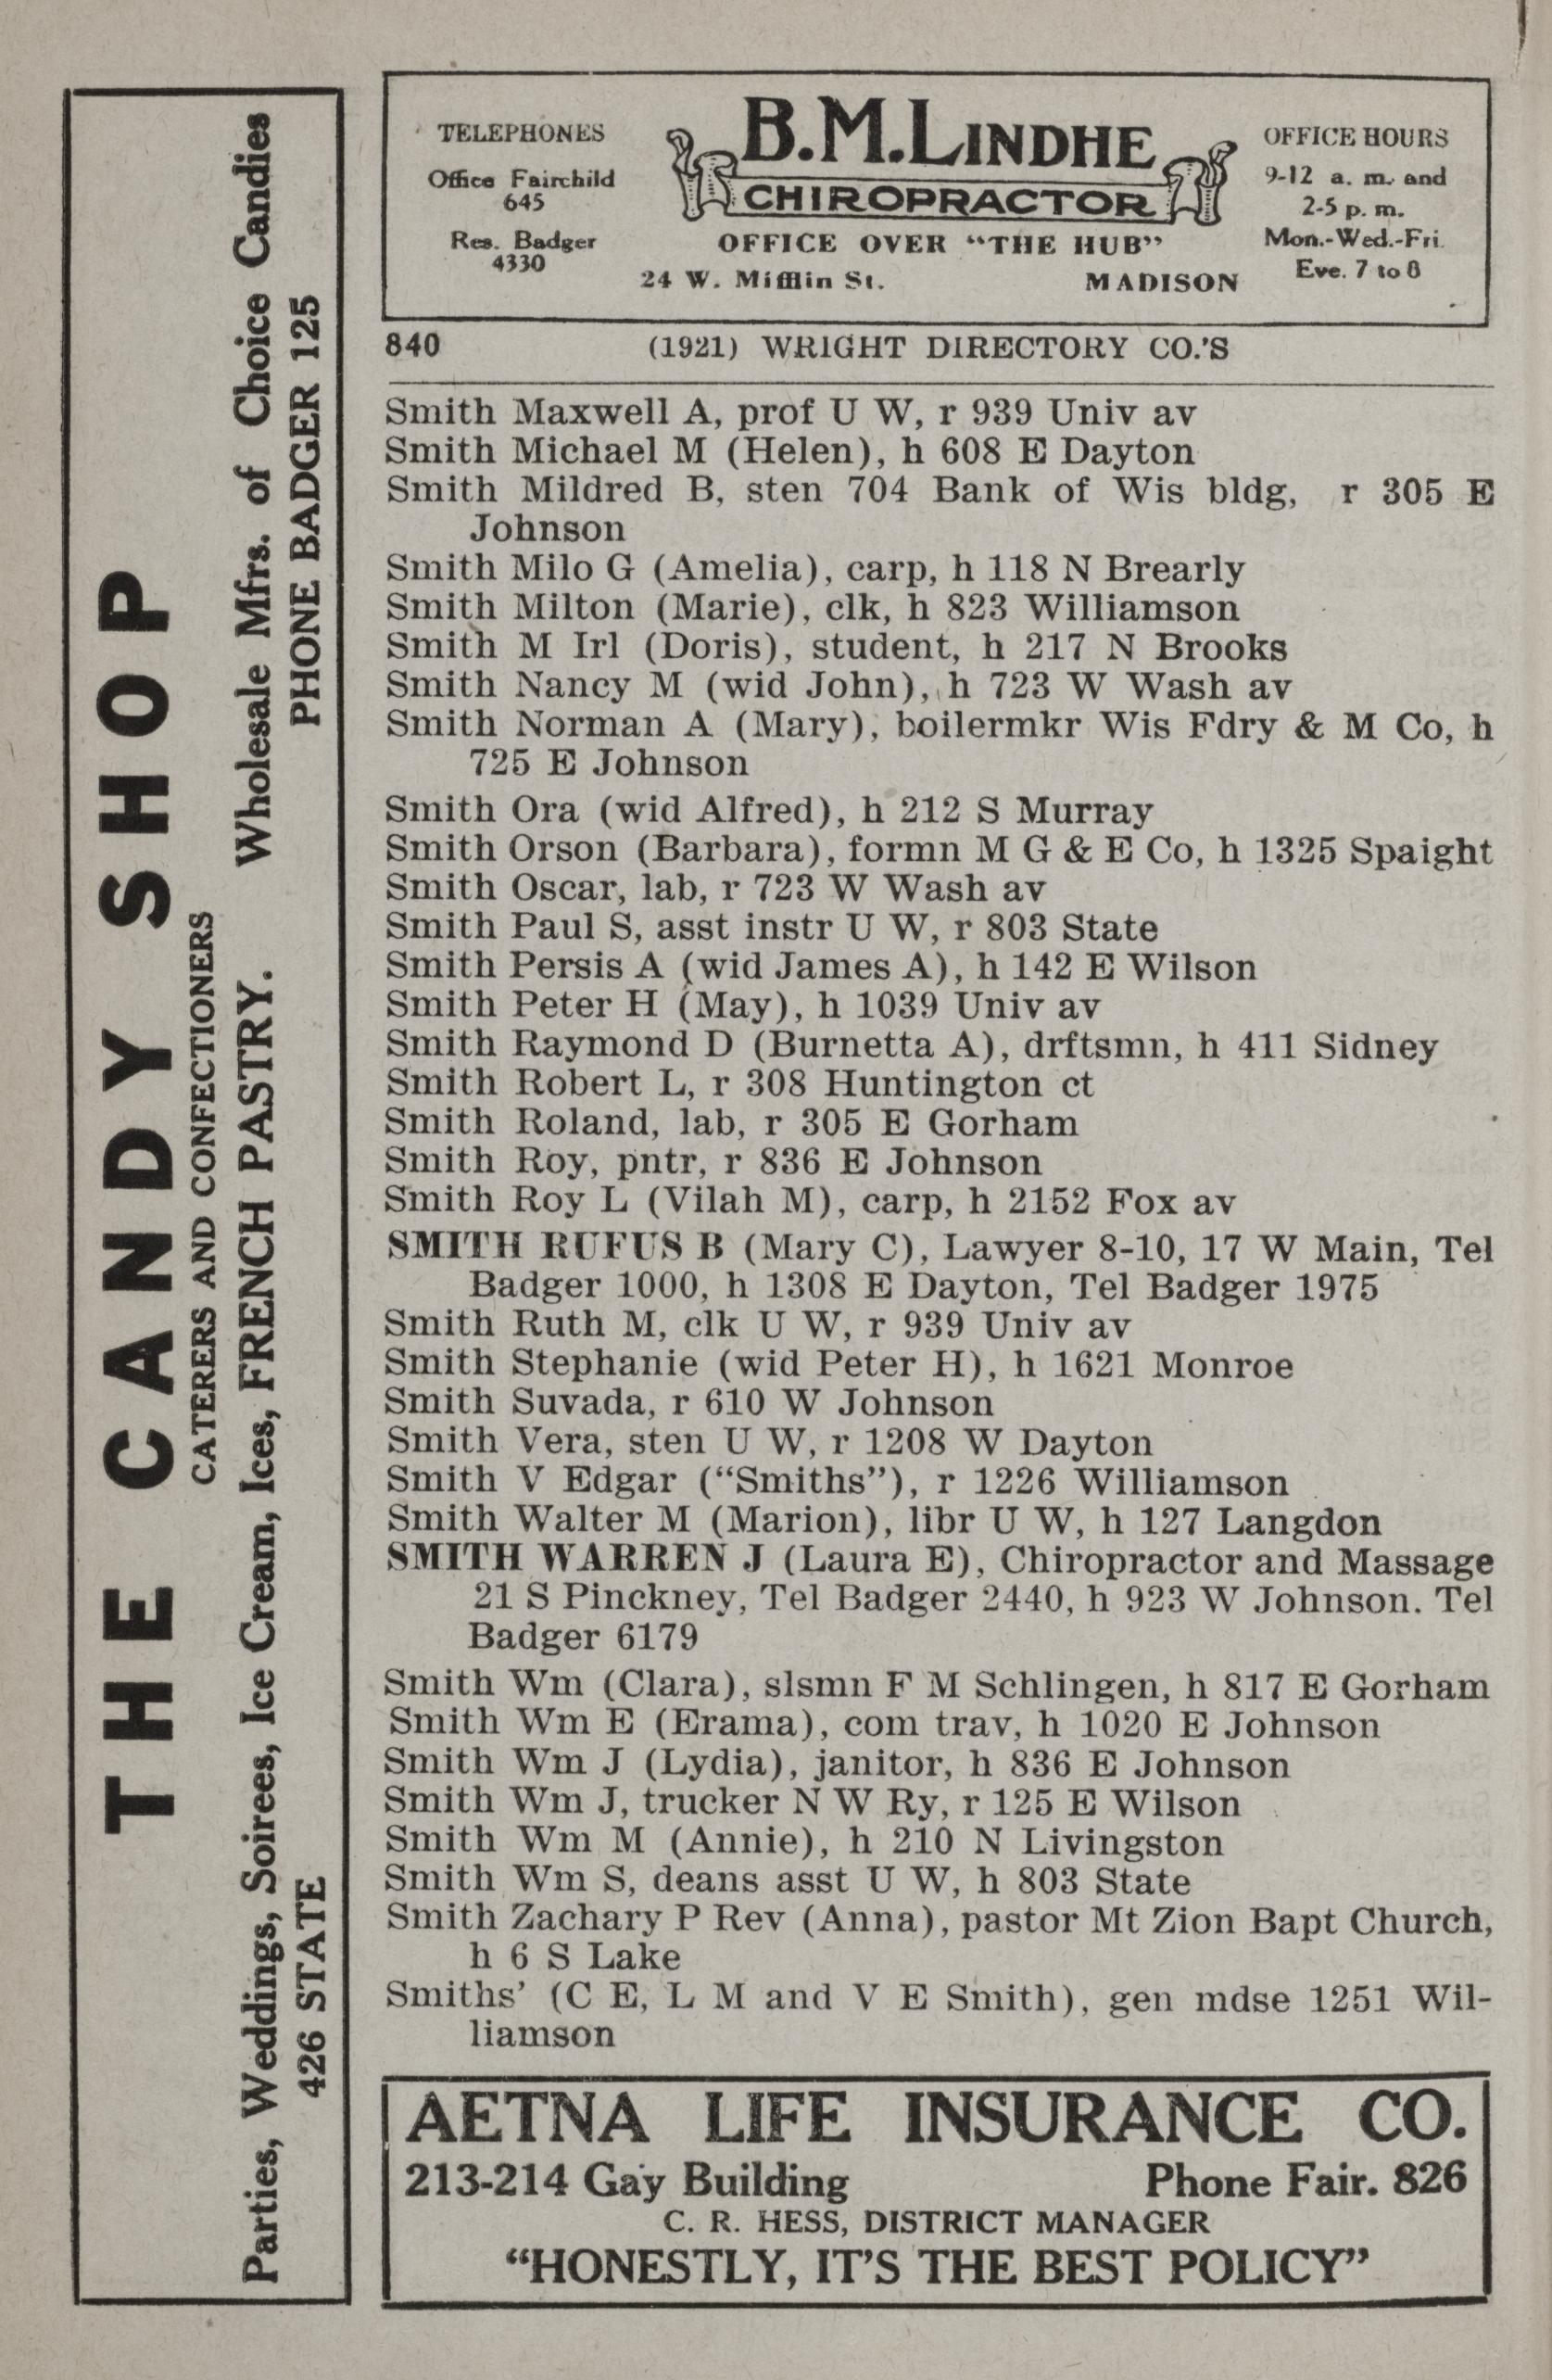 THE CANDY SHOP
CATERERS AND CONFECTIONERS
Parties, Weddings, Soirees, Ice Cream, Ices, FRENCH PASTRY. Wholesale Mfrs. of Choice Candies
426 STATE PHONE BADGER 125
TELEPHONES
Office Fairchild
645
Res. Badger
4330
B.M.LINDHE
CHIROPRACTOR
OFFICE OVER “THE HUB”
24 W. Mifflin St. MADISON
OFFICE HOURS
9-12 a. m. and
2-5 p. m.
Mon.-Wed.-Fri.
Eve. 7 to 8
840 (1921) WRIGHT DIRECTORY CO.'S
Smith Maxwell A, prof U W, r 939 Univ av
Smith Michael M (Helen), h 608 E Dayton
Smith Mildred B, sten 704 Bank of Wis bldg, r 305 E
Johnson
Smith Milo G (Amelia), carp, h 118 N Brearly
Smith Milton (Marie), clk, h 823 Williamson
Smith M Irl (Doris), student, h 217 N Brooks
Smith Nancy M (wid John), h 723 W Wash av
Smith Norman A (Mary), boilermkr Wis Fdry & M Co, h
725 E Johnson
Smith Ora (wid Alfred), h 212 S Murray
Smith Orson (Barbara), formn M G & E Co, h 1325 Spaight
Smith Oscar, lab, r 723 W Wash av
Smith Paul S, asst instr U W, r 803 State
Smith Persis A (wid James A), h 142 E Wilson
Smith Peter H (May), h 1039 Univ av
Smith Raymond D (Burnetta A), drftsmn, h 411 Sidney
Smith Robert L, r 308 Huntington ct
Smith Roland, lab, r 305 E Gorham
Smith Roy, pntr, r 836 E Johnson
Smith Roy L (Vilah M), carp, h 2152 Fox av
SMITH RUFUS B (Mary C), Lawyer 8-10, 17 W Main, Tel
Badger 1000, h 1308 E Dayton, Tel Badger 1975
Smith Ruth M, clk U W, r 939 Univ av
Smith Stephanie (wid Peter H), h 1621 Monroe
Smith Suvada, r 610 W Johnson
Smith Vera, sten U W, r 1208 W Dayton
Smith V Edgar (“Smiths”), r 1226 Williamson
Smith Walter M (Marion), libr U W, h 127 Langdon
SMITH WARREN J (Laura E), Chiropractor and Massage
21 S Pinckney, Tel Badger 2440, h 923 W Johnson. Tel
Badger 6179
Smith Wm (Clara), slsmn F M Schlingen, h 817 E Gorham
Smith Wm E (Erama), com trav, h 1020 E Johnson
Smith Wm J (Lydia), janitor, h 836 E Johnson
Smith Wm J, trucker N W Ry, r 125 E Wilson
Smith Wm M (Annie), h 210 N Livingston
Smith Wm S, deans asst U W, h 803 State
Smith Zachary P Rev (Anna), pastor Mt Zion Bapt Church,
h 6 S Lake
Smiths' (C E, L M and V E Smith), gen mdse 1251 Wil-
liamson
AETNA LIFE INSURANCE CO.
213-214 Gay Building Phone Fair. 826
C. R. HESS, DISTRICT MANAGER
“HONESTLY, IT'S THE BEST POLICY”